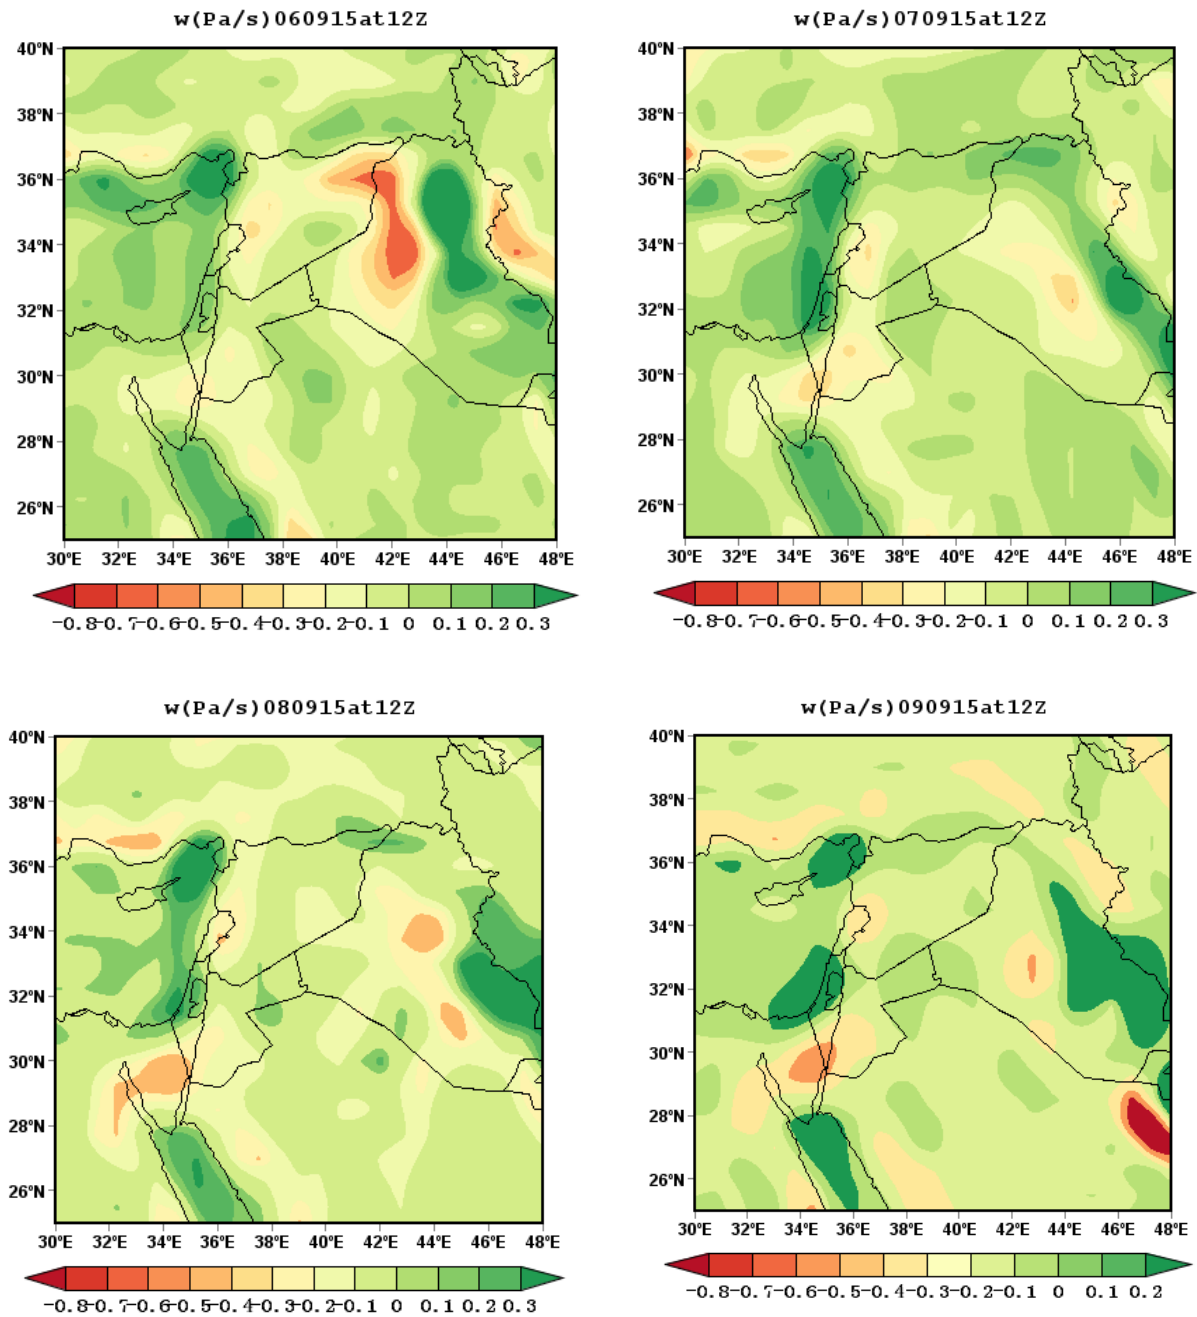 w(Pa/s)060915at12Z
40°N
38°N
36°N
34°N
32°N
30°N
28°N
26°N
30°E 32°E 34°E 36°E 38°E 40°E 42°E 44°E 46°E 48°E
−0.8−0.7−0.6−0.5−0.4−0.3−0.2−0.1 0 0.1 0.2 0.3
w(Pa/s)070915at12Z
40°N
38°N
36°N
34°N
32°N
30°N
28°N
26°N
30°E 32°E 34°E 36°E 38°E 40°E 42°E 44°E 46°E 48°E
−0.8−0.7−0.6−0.5−0.4−0.3−0.2−0.1 0 0.1 0.2 0.3
w(Pa/s)080915at12Z
40°N
38°N
36°N
34°N
32°N
30°N
28°N
26°N
30°E 32°E 34°E 36°E 38°E 40°E 42°E 44°E 46°E 48°E
−0.8−0.7−0.6−0.5−0.4−0.3−0.2−0.1 0 0.1 0.2 0.3
w(Pa/s)090915at12Z
40°N
38°N
36°N
34°N
32°N
30°N
28°N
26°N
30°E 32°E 34°E 36°E 38°E 40°E 42°E 44°E 46°E 48°E
−0.8−0.7−0.6−0.5−0.4−0.3−0.2−0.1 0 0.1 0.2